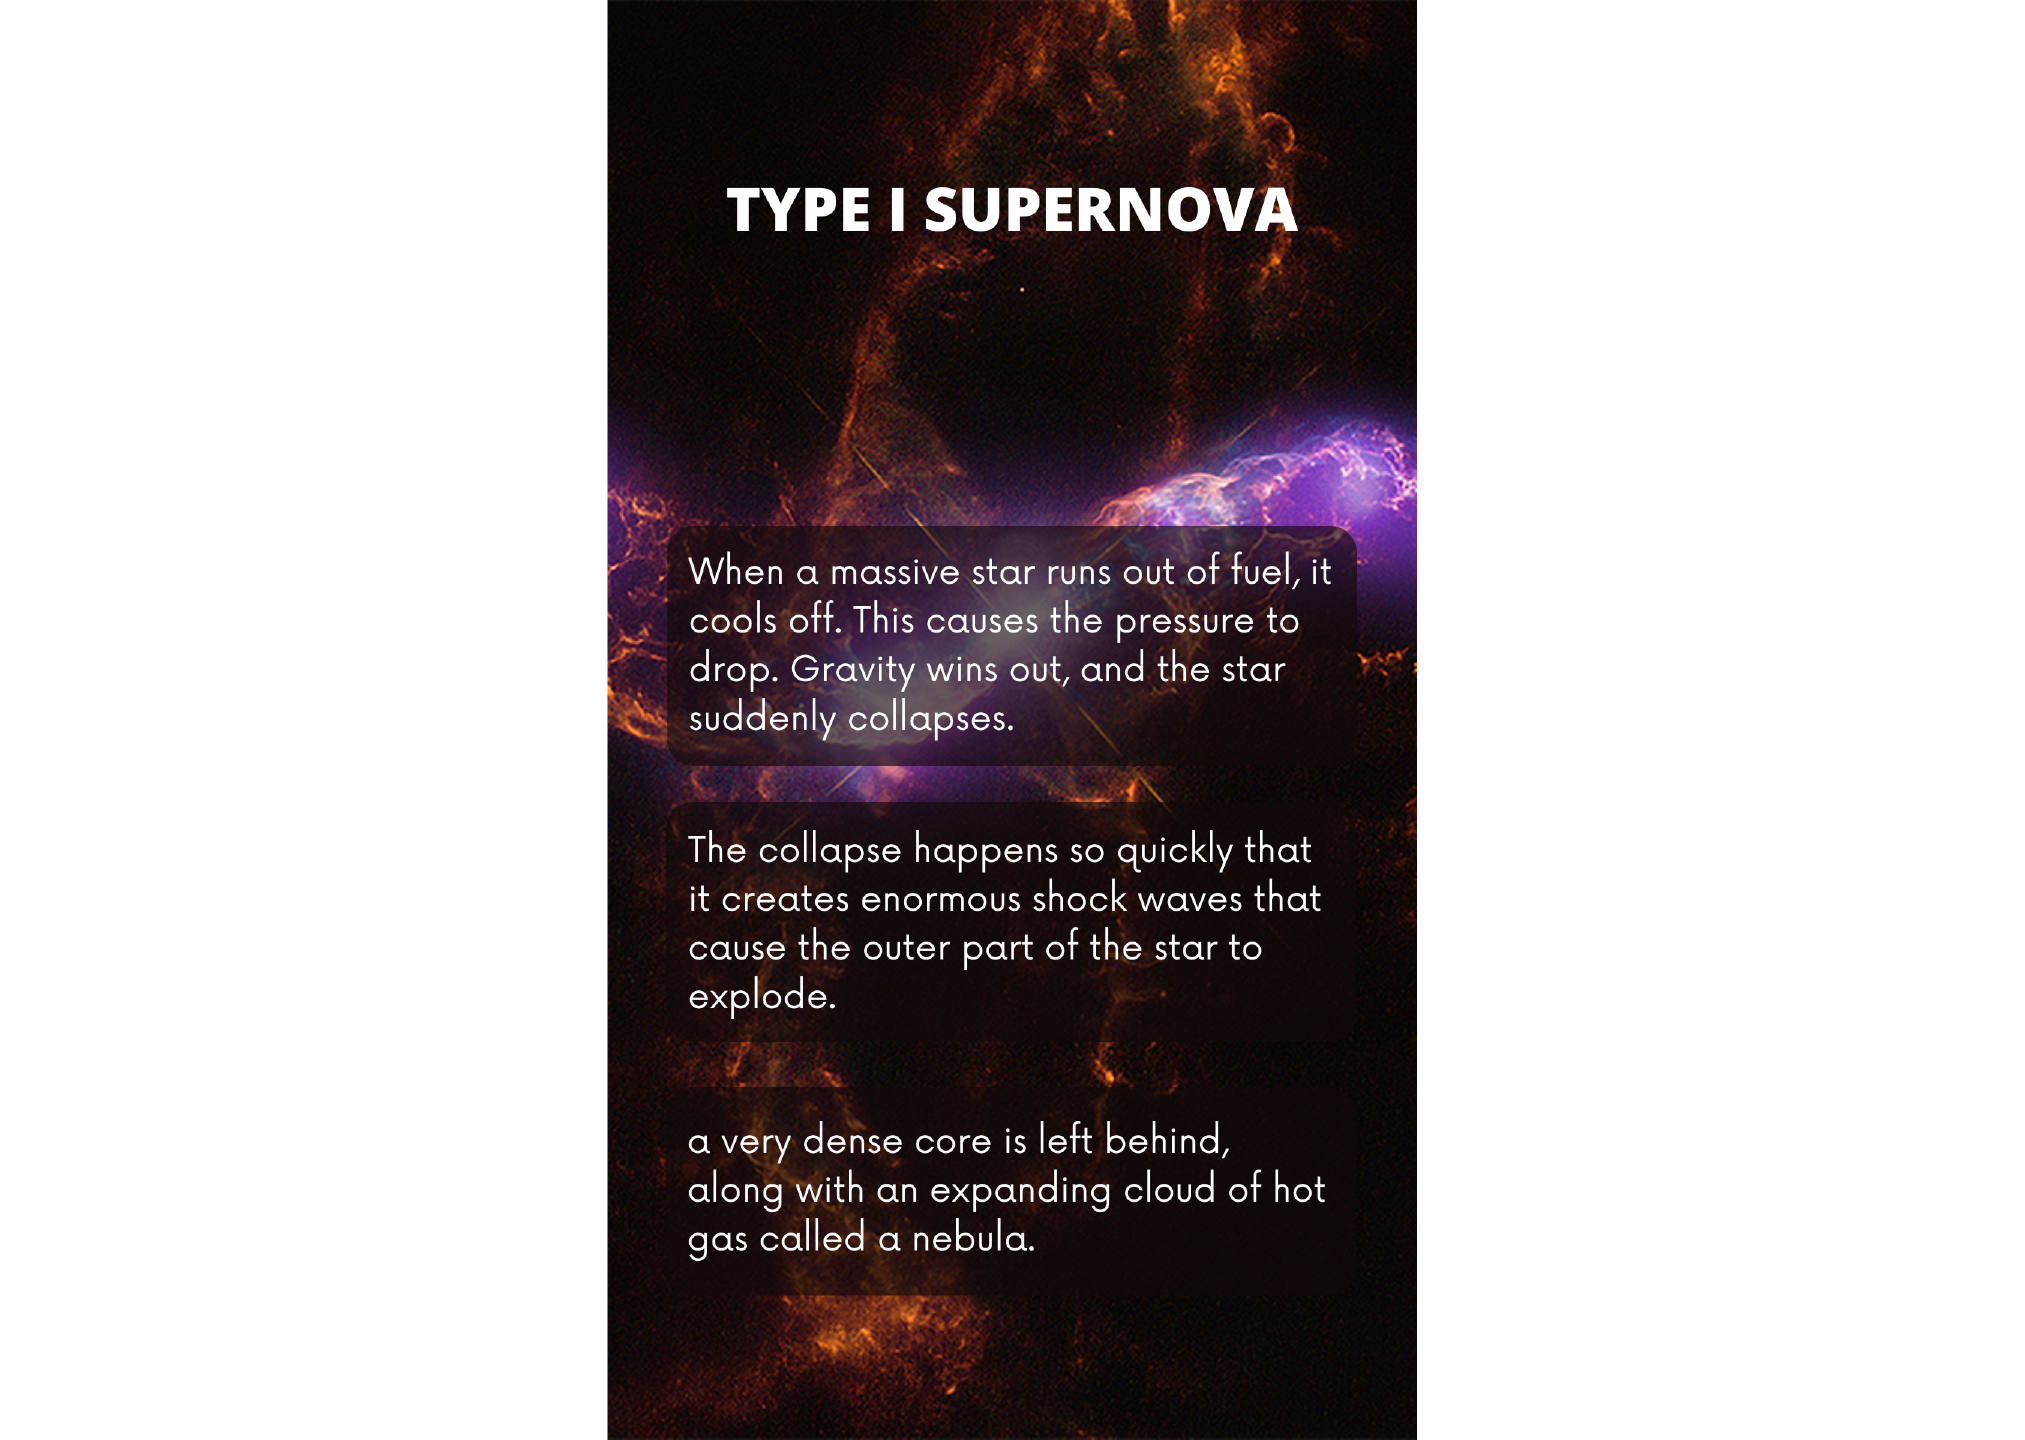 TYPE I SUPERNOVA
When a massive star runs out of fuel, it
cools off. This causes the pressure to
drop. Gravity wins out, and the star
suddenly collapses.
The collapse happens so quickly that
it creates enormous shock waves that
cause the outer part of the star to
explode.
a very dense core is left behind,
along with an expanding cloud of hot
gas called a nebula.